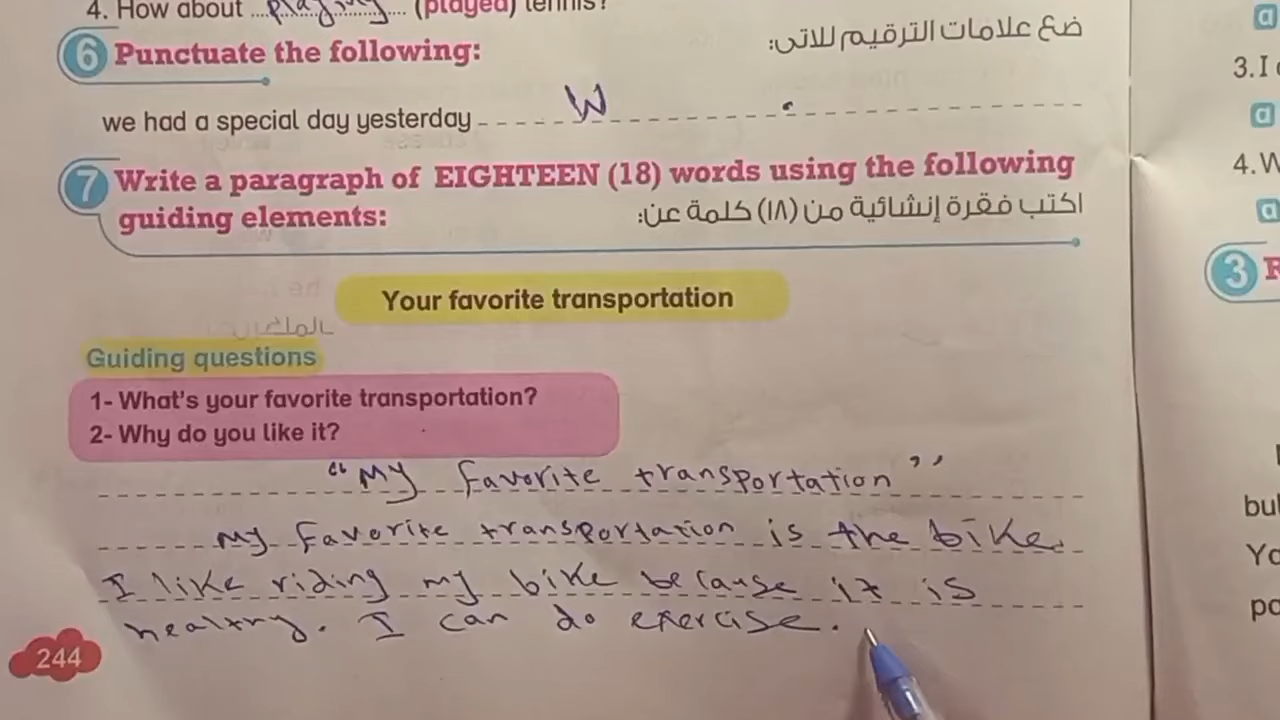 4. How about playing (played) tennis?
6 Punctuate the following:
ضع علامات الترقيم للاتى:
we had a special day yesterday W .
7 Write a paragraph of EIGHTEEN (18) words using the following
guiding elements:
اكتب فقرة إنشائية من (١٨) كلمة عن:
Your favorite transportation
Guiding questions
1- What's your favorite transportation?
2- Why do you like it?
"My favorite transportation"
my favorite transportation is the bike.
I like riding my bike because it is
healthy. I can do exercise.
244
a
3. I
a
4. W
a
3
bul
Yo
po